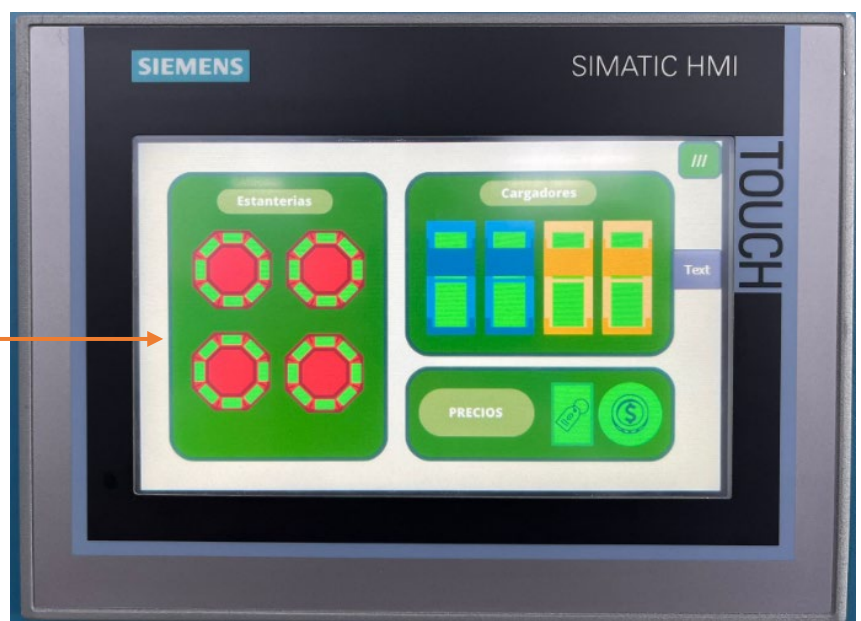 SIEMENS
SIMATIC HMI
TOUCH
///
Estanterias
Cargadores
Text
PRECIOS
$